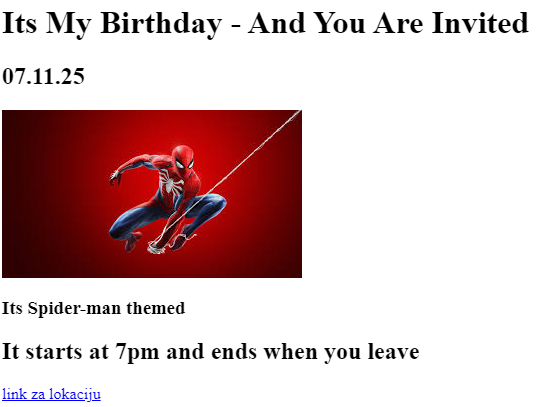 Its My Birthday - And You Are Invited
07.11.25
Its Spider-man themed
It starts at 7pm and ends when you leave
link za lokaciju